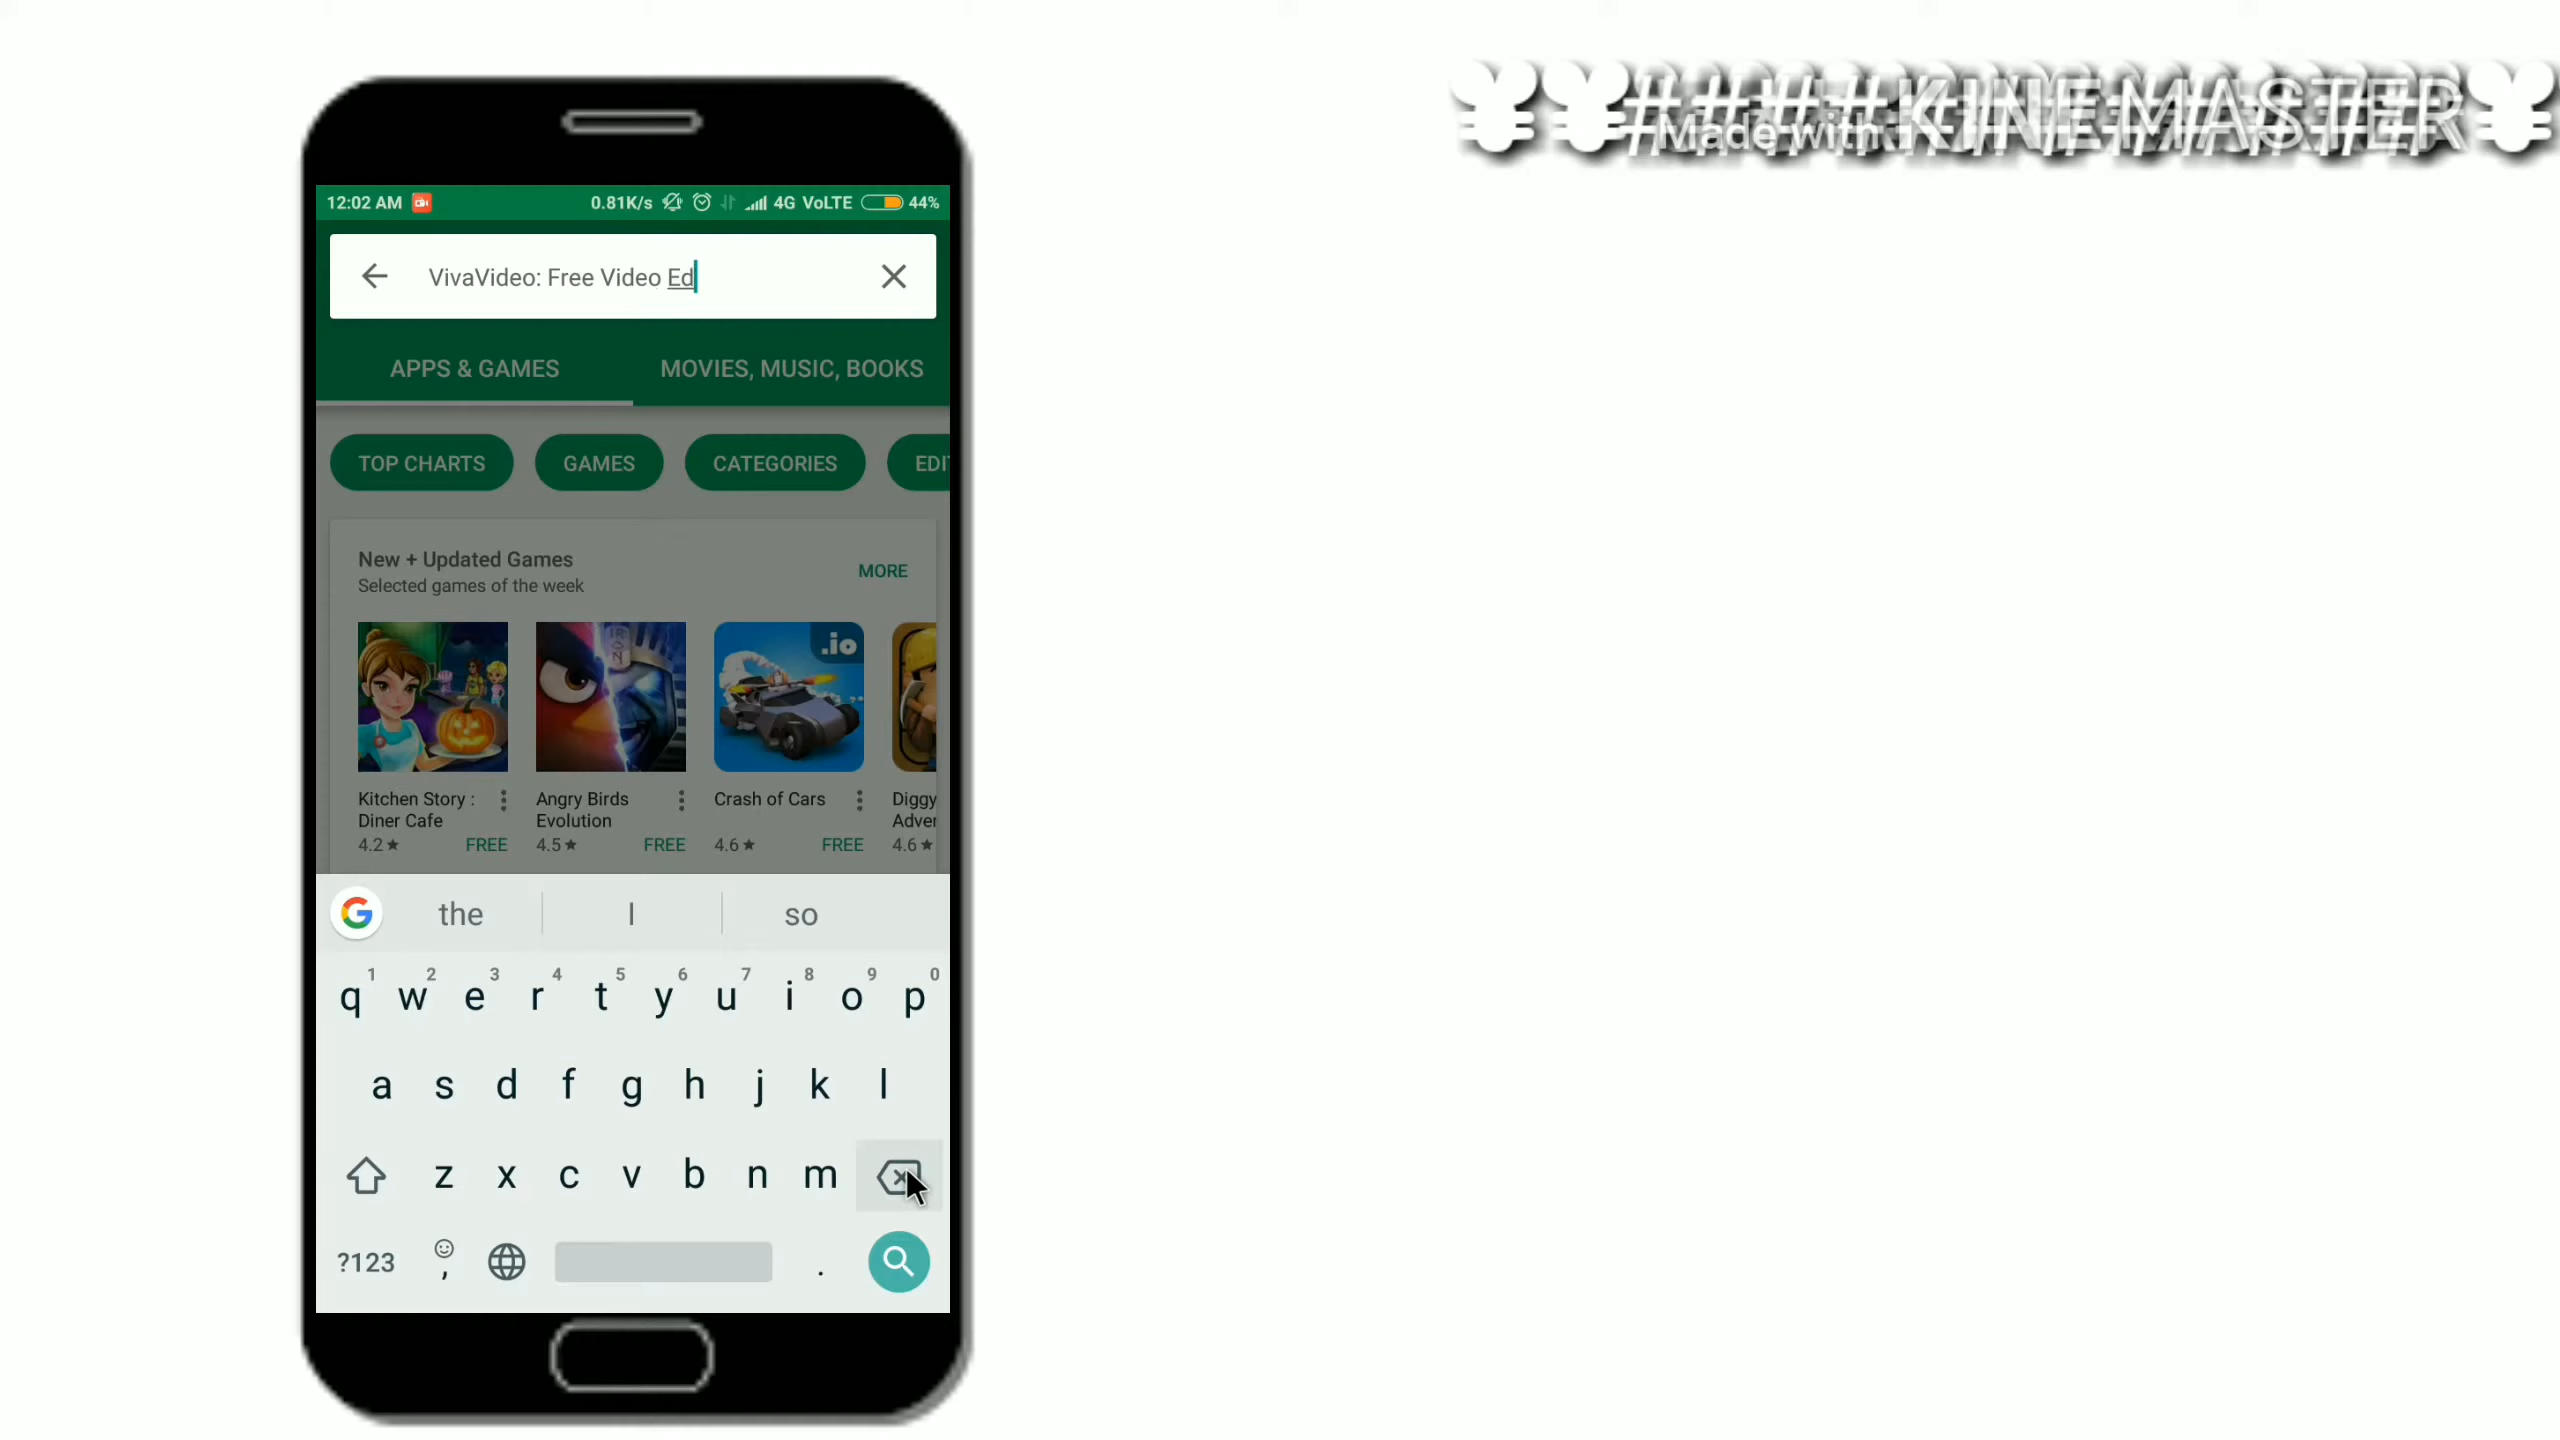 ¥¥##########¥
Made with KINEMASTER
12:02 AM 0.81K/s 4G VoLTE 44%
VivaVideo: Free Video Ed
APPS & GAMES MOVIES, MUSIC, BOOKS
TOP CHARTS GAMES CATEGORIES EDI
New + Updated Games
Selected games of the week
MORE
.io
Kitchen Story : Angry Birds Crash of Cars Diggy
Diner Cafe Evolution Adver
4.2★ FREE 4.5★ FREE 4.6★ FREE 4.6★
G the I so
1 2 3 4 5 6 7 8 9 0
q w e r t y u i o p
a s d f g h j k l
z x c v b n m
?123 , .